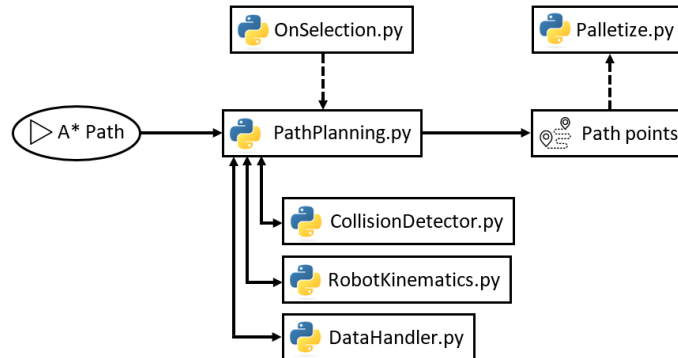 OnSelection.py
Palletize.py
A* Path
PathPlanning.py
Path points
CollisionDetector.py
RobotKinematics.py
DataHandler.py